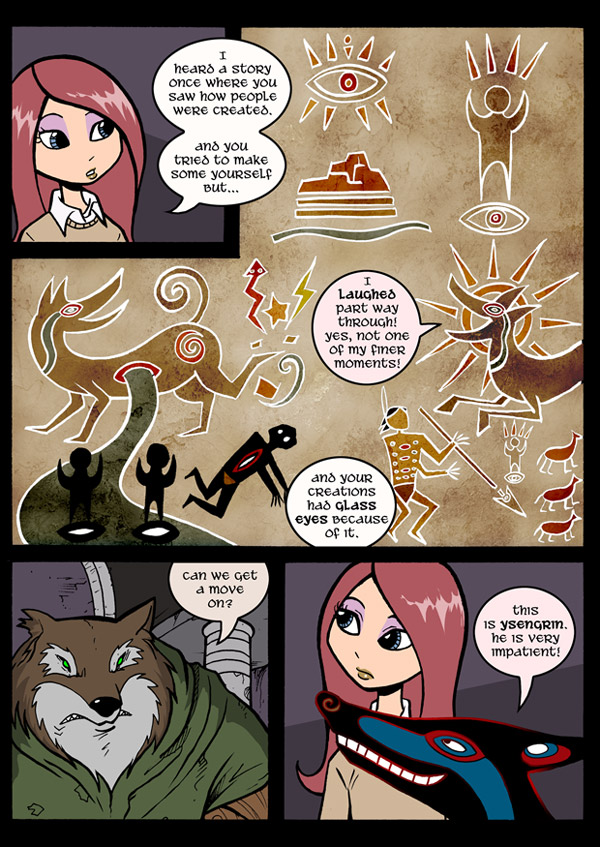 I
heard a story
once where you
saw how people
were created.
and you
tried to make
some yourself
but...
I
laughed
part way
through!
yes, not one
of my finer
moments!
and your
creations
had glass
eyes because
of it.
can we get
a move
on?
this
is ysengrin.
he is very
impatient!